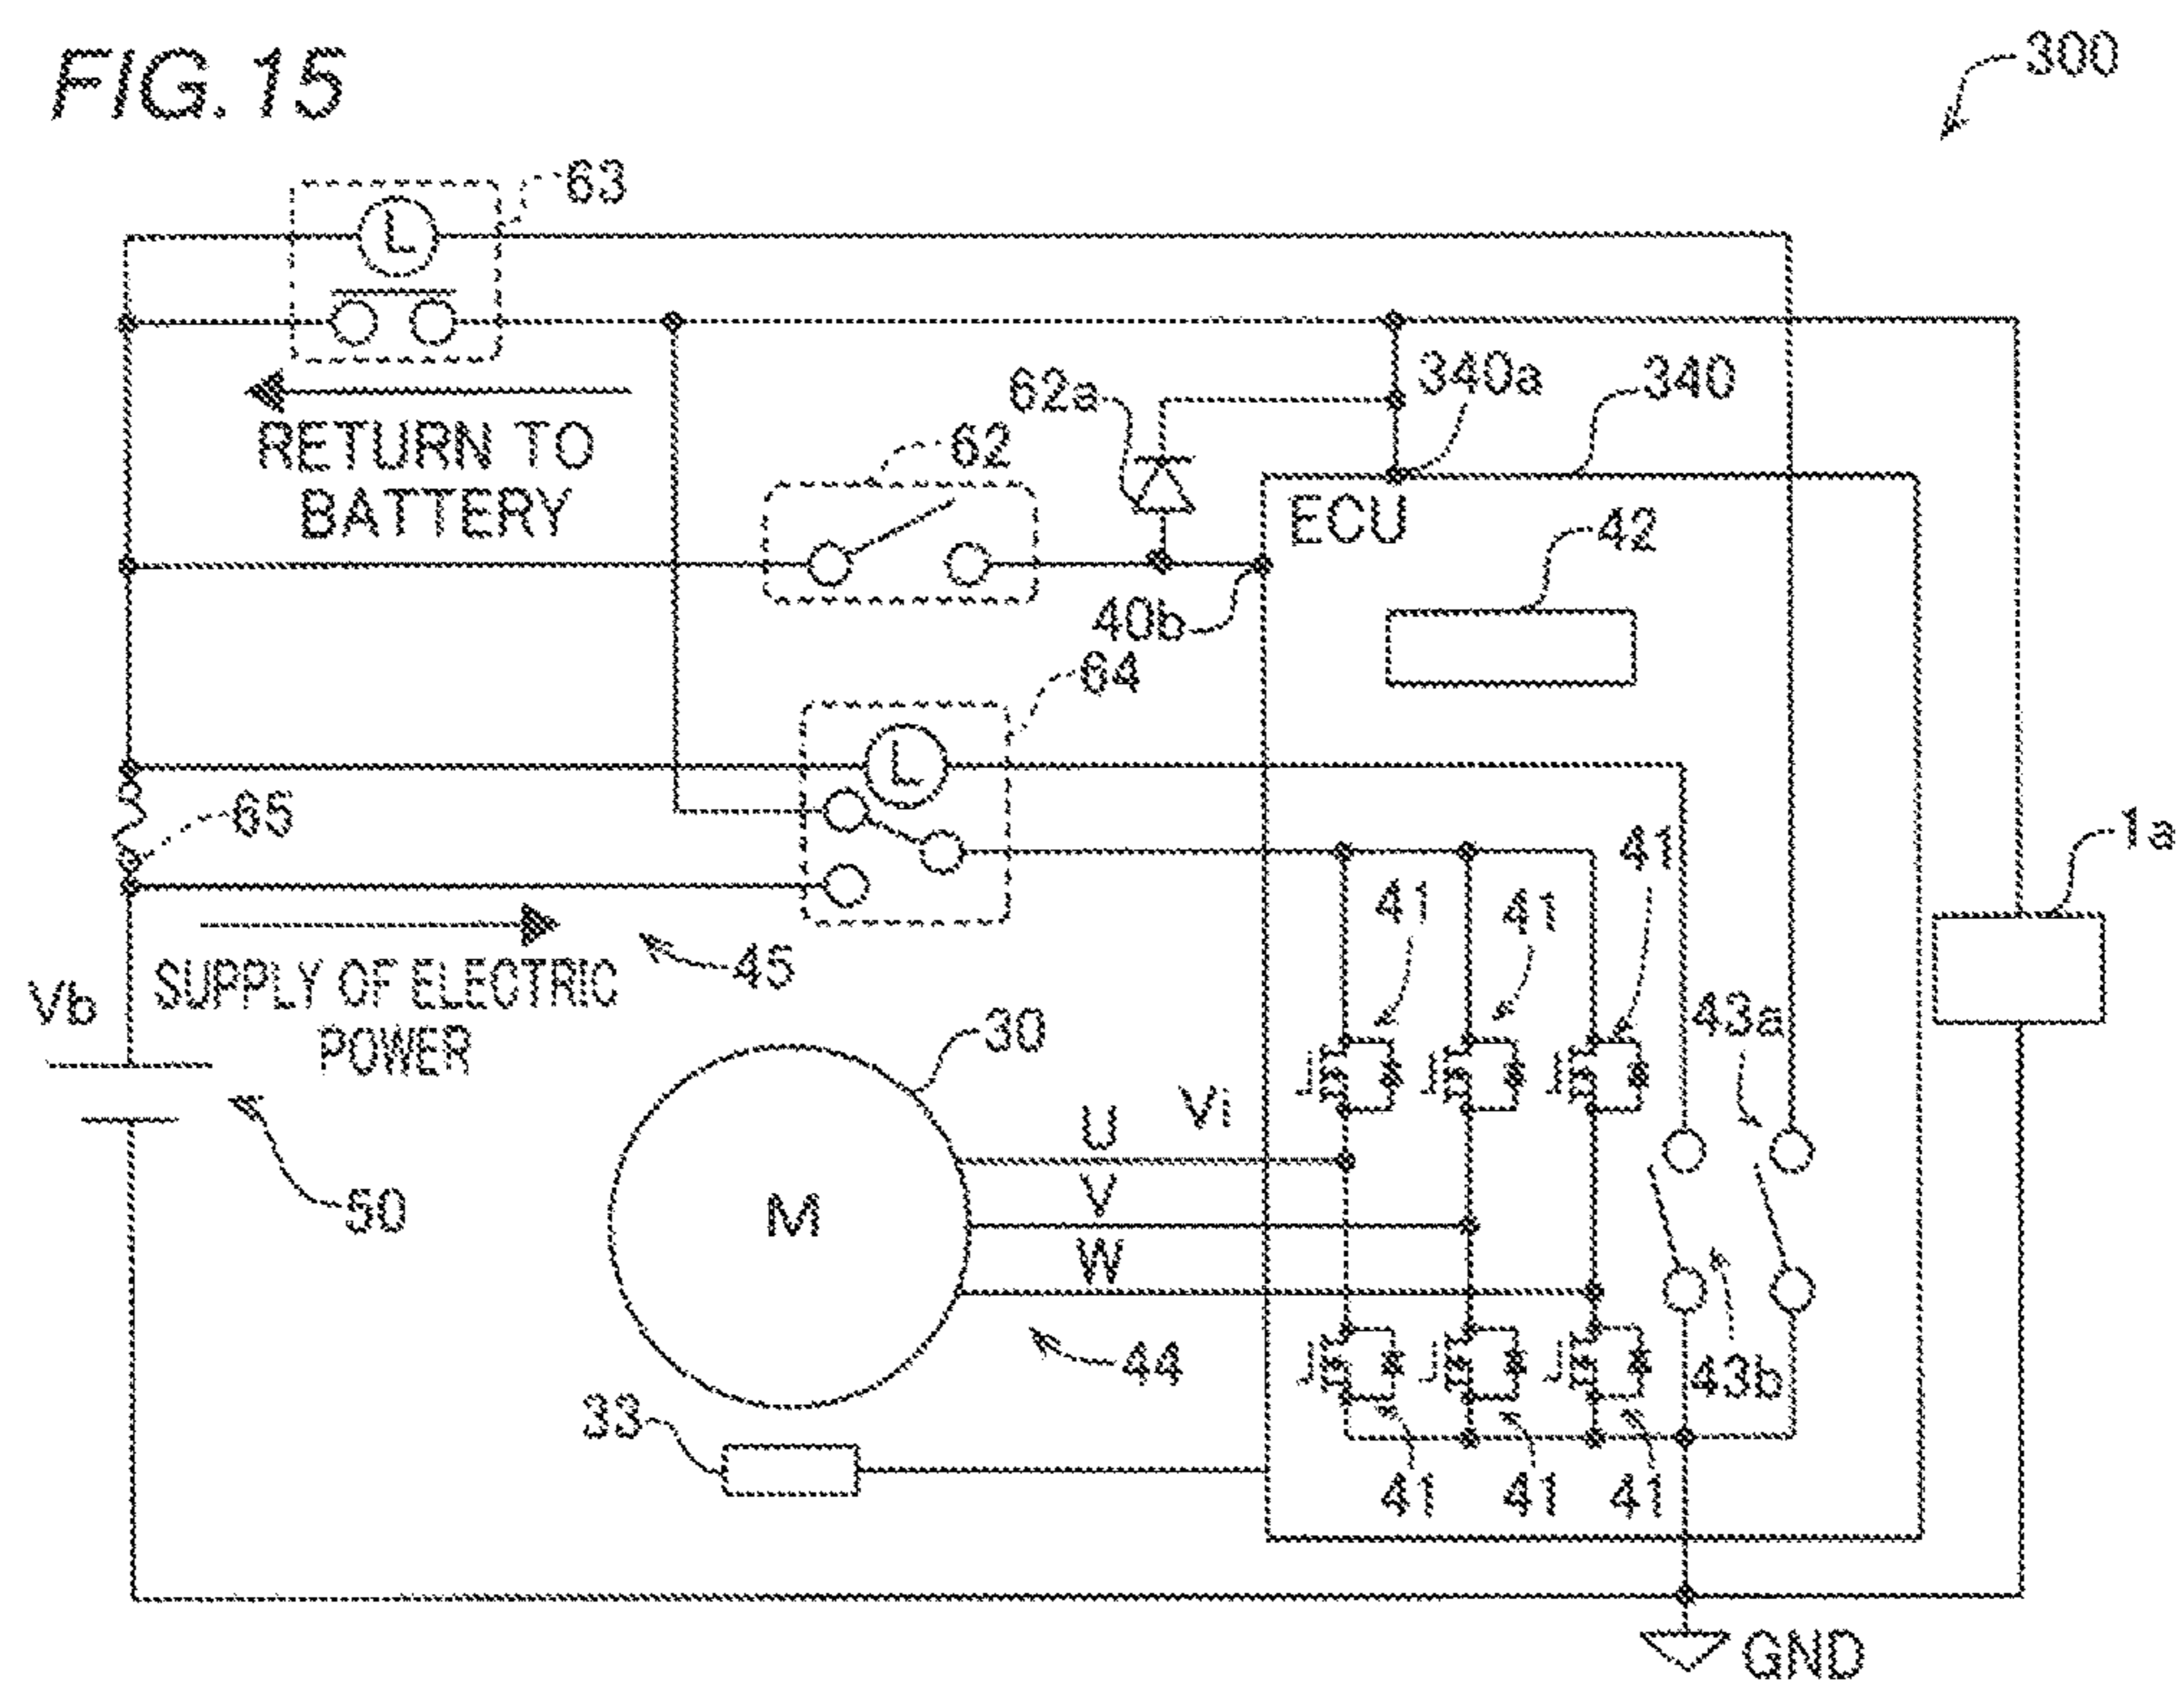 FIG. 15
300
63
L
RETURN TO
BATTERY
62a
340a
340
62
ECU
42
40b
64
L
65
1a
41
41
41
45
SUPPLY OF ELECTRIC
POWER
Vb
30
43a
Vi
U
50
M
V
W
44
43b
33
41
41
41
GND